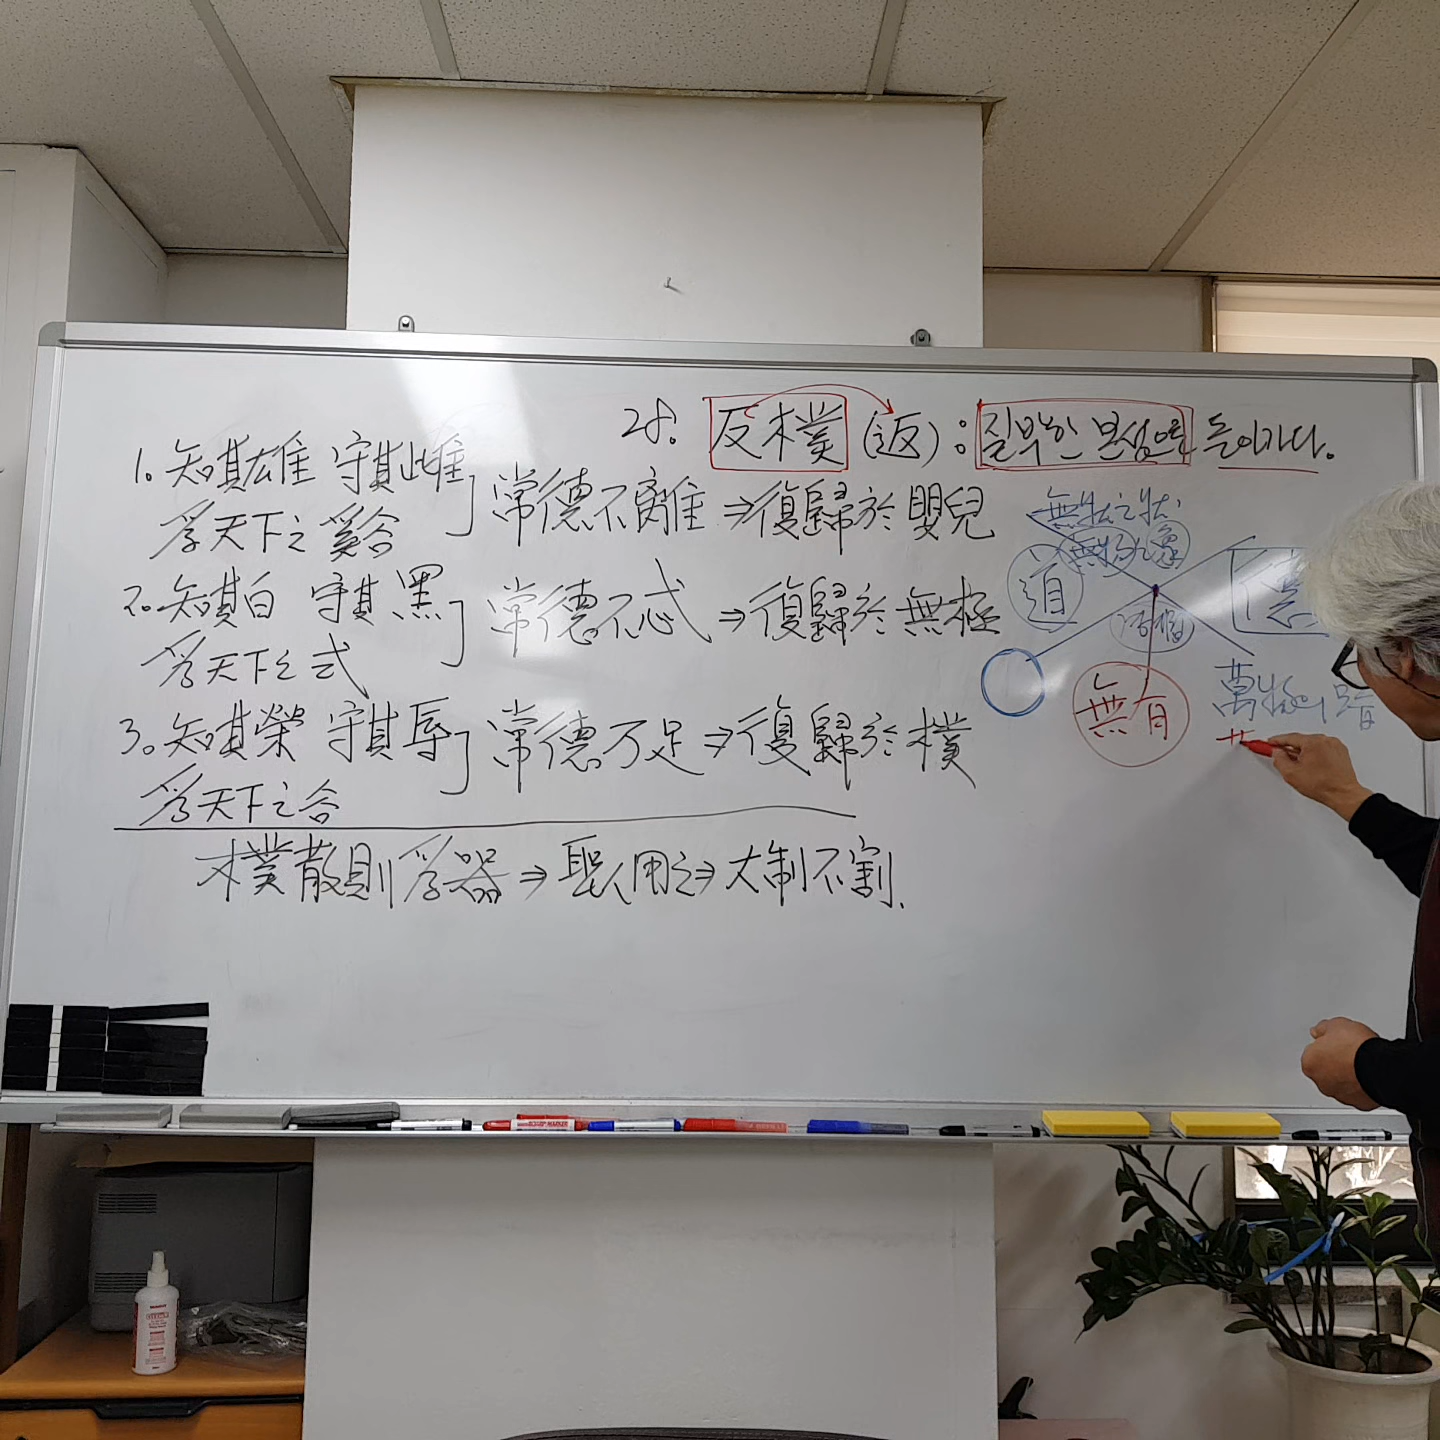 28. 反樸 (返) : 질박한 본성으로 돌아가다.
1. 知其雄 守其雌
爲天下之谿谷
常德不離 ⇒ 復歸於 嬰兒
2. 知其白 守其黑
爲天下之式
常德不忒 ⇒ 復歸於 無極
3. 知其榮 守其辱
爲天下之谷
常德乃足 ⇒ 復歸於 樸
樸散則爲器 ⇒ 聖人用之 ⇒ 大制不割.
無狀之狀
無物之象
道
無有
萬物의